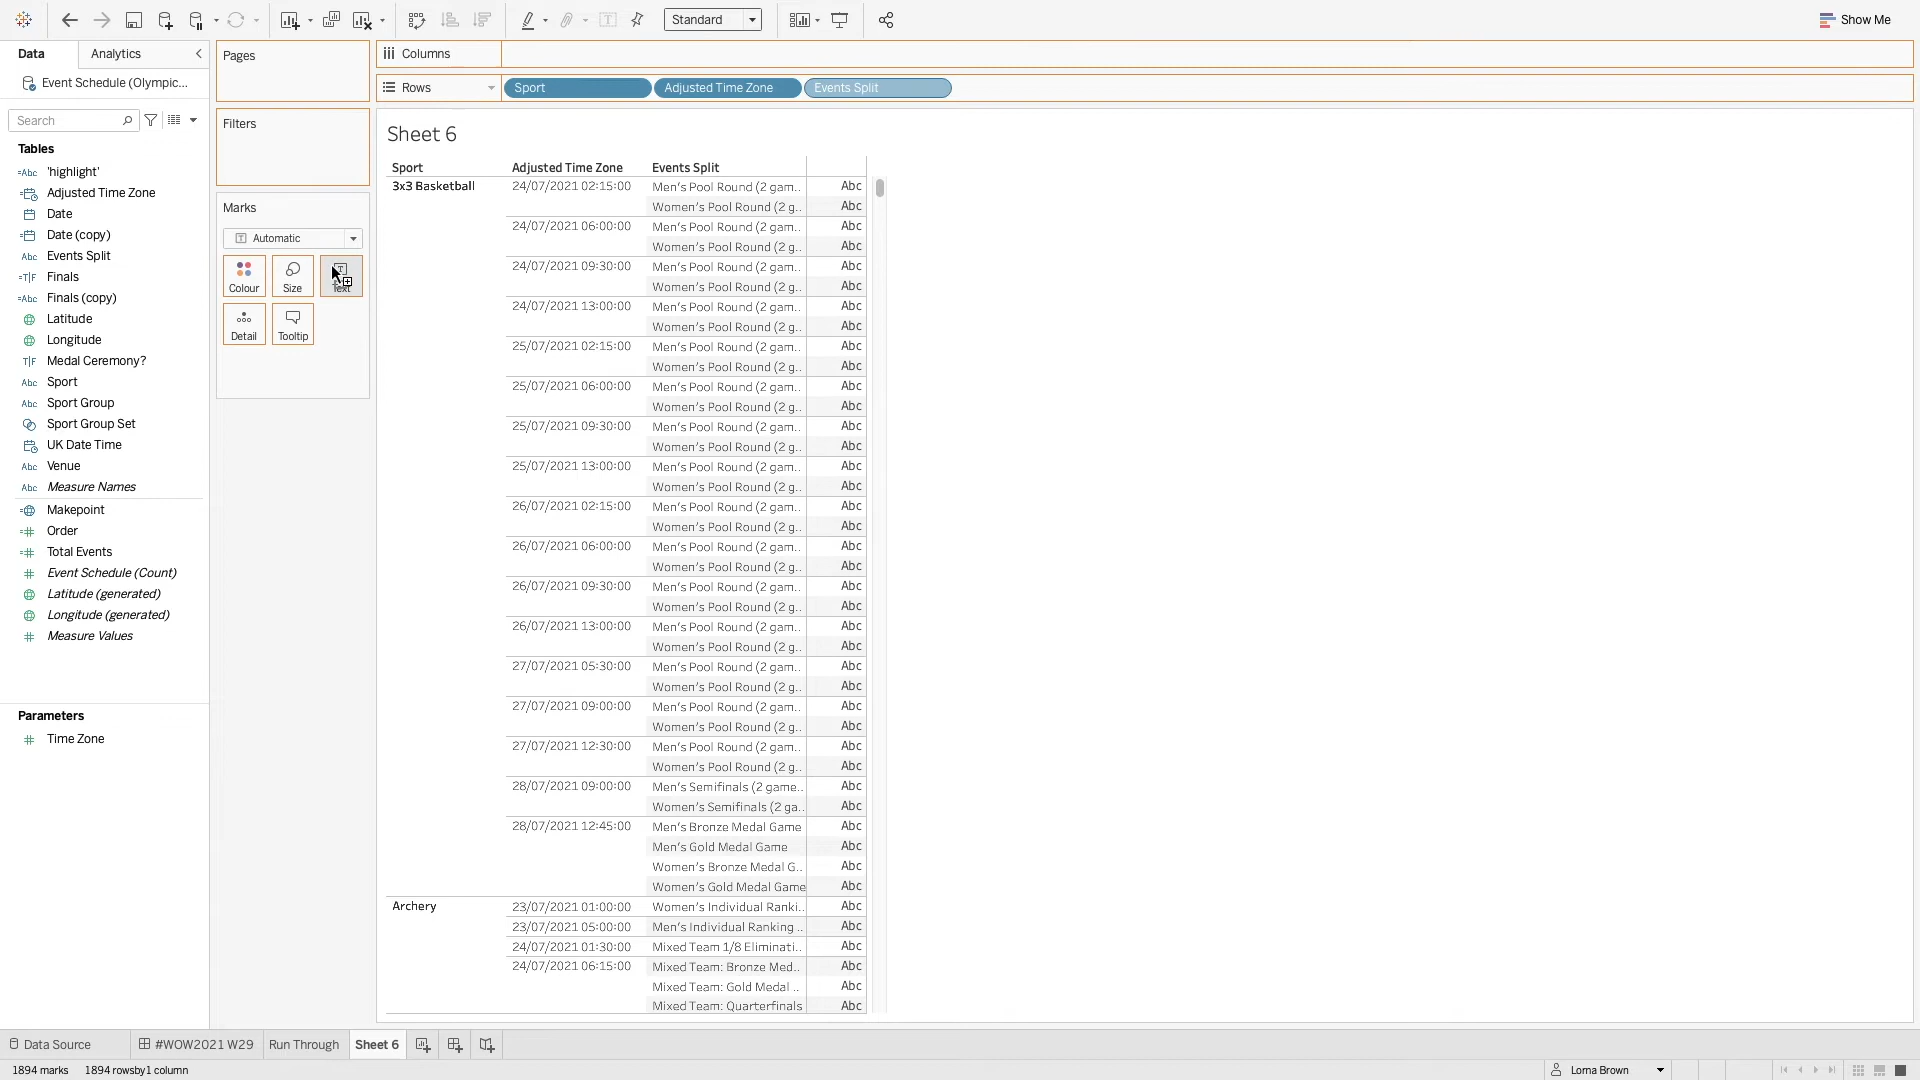 Standard
Show Me
Data
Analytics
Pages
Columns
Event Schedule (Olympic...
Rows
Sport
Adjusted Time Zone
Events Split
Search
Filters
Sheet 6
Tables
'highlight'
Adjusted Time Zone
Date
Date (copy)
Events Split
Finals
Finals (copy)
Latitude
Longitude
Medal Ceremony?
Sport
Sport Group
Sport Group Set
UK Date Time
Venue
Measure Names
Makepoint
Order
Total Events
Event Schedule (Count)
Latitude (generated)
Longitude (generated)
Measure Values
Parameters
Time Zone
Marks
Automatic
Colour
Size
Text
Detail
Tooltip
Sport Adjusted Time Zone Events Split
3x3 Basketball 24/07/2021 02:15:00 Men's Pool Round (2 gam.. Abc
Women's Pool Round (2 g.. Abc
24/07/2021 06:00:00 Men's Pool Round (2 gam.. Abc
Women's Pool Round (2 g.. Abc
24/07/2021 09:30:00 Men's Pool Round (2 gam.. Abc
Women's Pool Round (2 g.. Abc
24/07/2021 13:00:00 Men's Pool Round (2 gam.. Abc
Women's Pool Round (2 g.. Abc
25/07/2021 02:15:00 Men's Pool Round (2 gam.. Abc
Women's Pool Round (2 g.. Abc
25/07/2021 06:00:00 Men's Pool Round (2 gam.. Abc
Women's Pool Round (2 g.. Abc
25/07/2021 09:30:00 Men's Pool Round (2 gam.. Abc
Women's Pool Round (2 g.. Abc
25/07/2021 13:00:00 Men's Pool Round (2 gam.. Abc
Women's Pool Round (2 g.. Abc
26/07/2021 02:15:00 Men's Pool Round (2 gam.. Abc
Women's Pool Round (2 g.. Abc
26/07/2021 06:00:00 Men's Pool Round (2 gam.. Abc
Women's Pool Round (2 g.. Abc
26/07/2021 09:30:00 Men's Pool Round (2 gam.. Abc
Women's Pool Round (2 g.. Abc
26/07/2021 13:00:00 Men's Pool Round (2 gam.. Abc
Women's Pool Round (2 g.. Abc
27/07/2021 05:30:00 Men's Pool Round (2 gam.. Abc
Women's Pool Round (2 g.. Abc
27/07/2021 09:00:00 Men's Pool Round (2 gam.. Abc
Women's Pool Round (2 g.. Abc
27/07/2021 12:30:00 Men's Pool Round (2 gam.. Abc
Women's Pool Round (2 g.. Abc
28/07/2021 09:00:00 Men's Semifinals (2 game.. Abc
Women's Semifinals (2 ga.. Abc
28/07/2021 12:45:00 Men's Bronze Medal Game Abc
Men's Gold Medal Game Abc
Women's Bronze Medal G.. Abc
Women's Gold Medal Game Abc
Archery 23/07/2021 01:00:00 Women's Individual Ranki.. Abc
23/07/2021 05:00:00 Men's Individual Ranking .. Abc
24/07/2021 01:30:00 Mixed Team 1/8 Eliminati.. Abc
24/07/2021 06:15:00 Mixed Team: Bronze Med.. Abc
Mixed Team: Gold Medal .. Abc
Mixed Team: Quarterfinals Abc
Data Source
#WOW2021 W29
Run Through
Sheet 6
1894 marks
1894 rowsby1 column
Lorna Brown